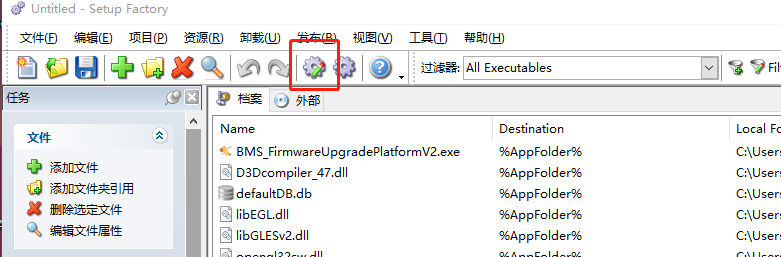 Untitled - Setup Factory
文件(F) 编辑(E) 项目(P) 资源(R) 卸载(U) 发布(B) 视图(V) 工具(T) 帮助(H)
过滤器: All Executables Filt
任务 档案 外部
文件
添加文件
添加文件夹引用
删除选定文件
编辑文件属性
Name Destination Local Fo
BMS_FirmwareUpgradePlatformV2.exe %AppFolder% C:\Users
D3Dcompiler_47.dll %AppFolder% C:\Users
defaultDB.db %AppFolder% C:\Users
libEGL.dll %AppFolder% C:\Users
libGLESv2.dll %AppFolder% C:\Users
opengl32sw.dll %AppFolder% C:\Users